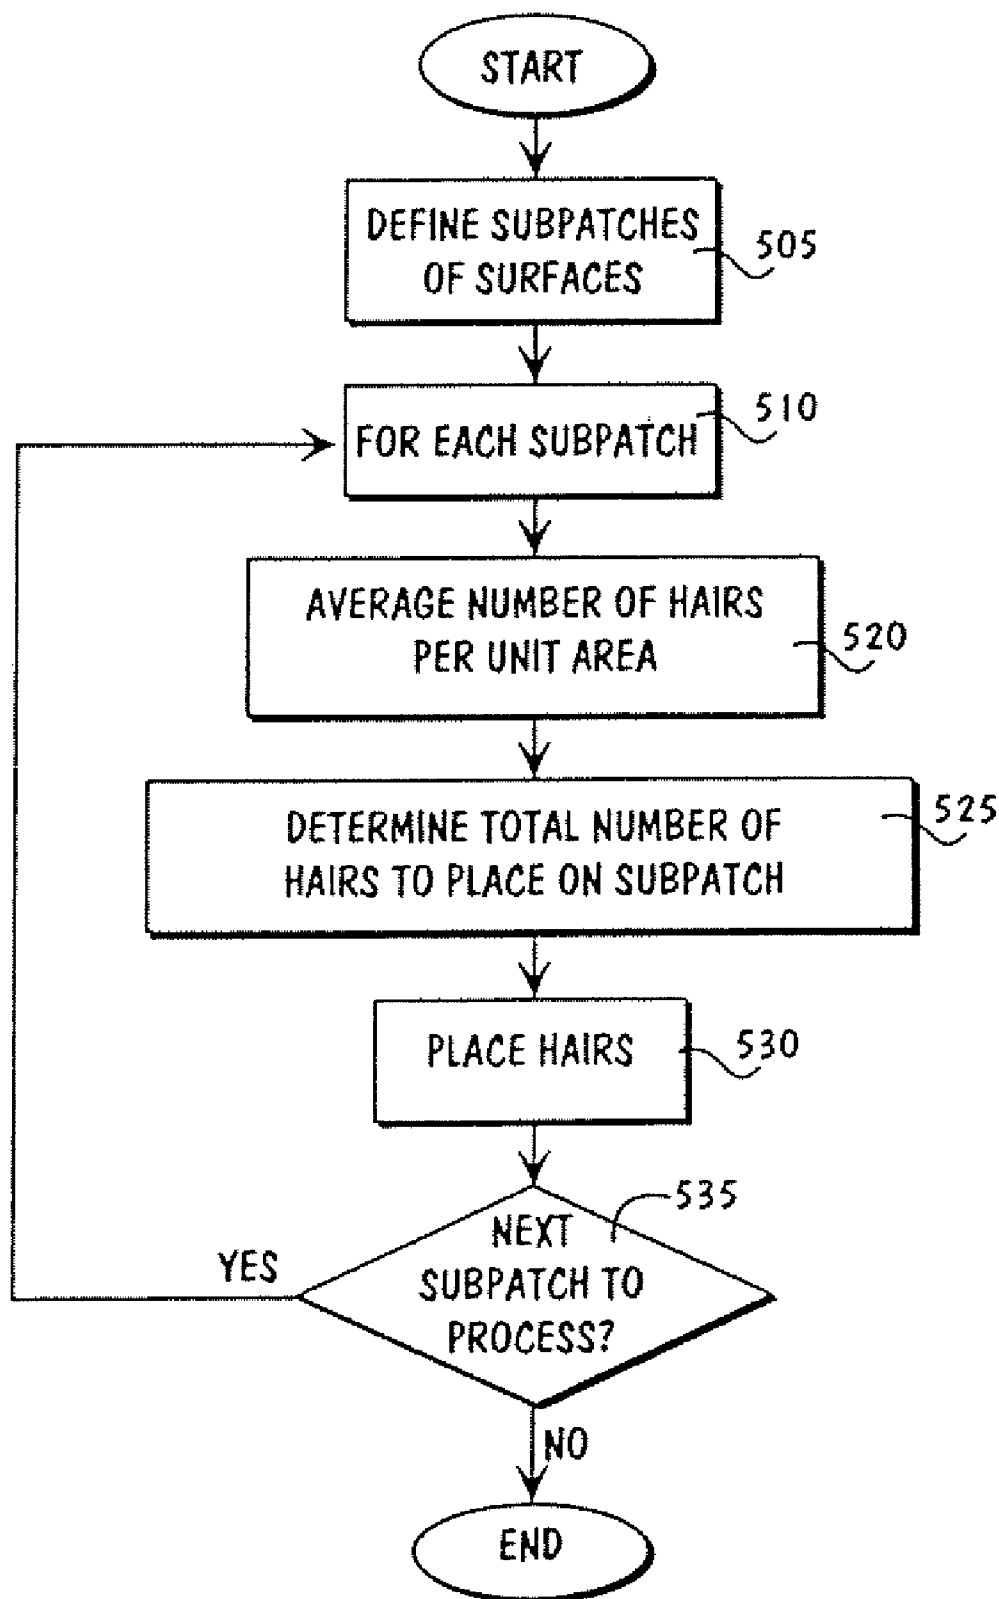 START
DEFINE SUBPATCHES
OF SURFACES
505
FOR EACH SUBPATCH
510
AVERAGE NUMBER OF HAIRS
PER UNIT AREA
520
DETERMINE TOTAL NUMBER OF
HAIRS TO PLACE ON SUBPATCH
525
PLACE HAIRS
530
535
NEXT
SUBPATCH TO
PROCESS?
YES
NO
END